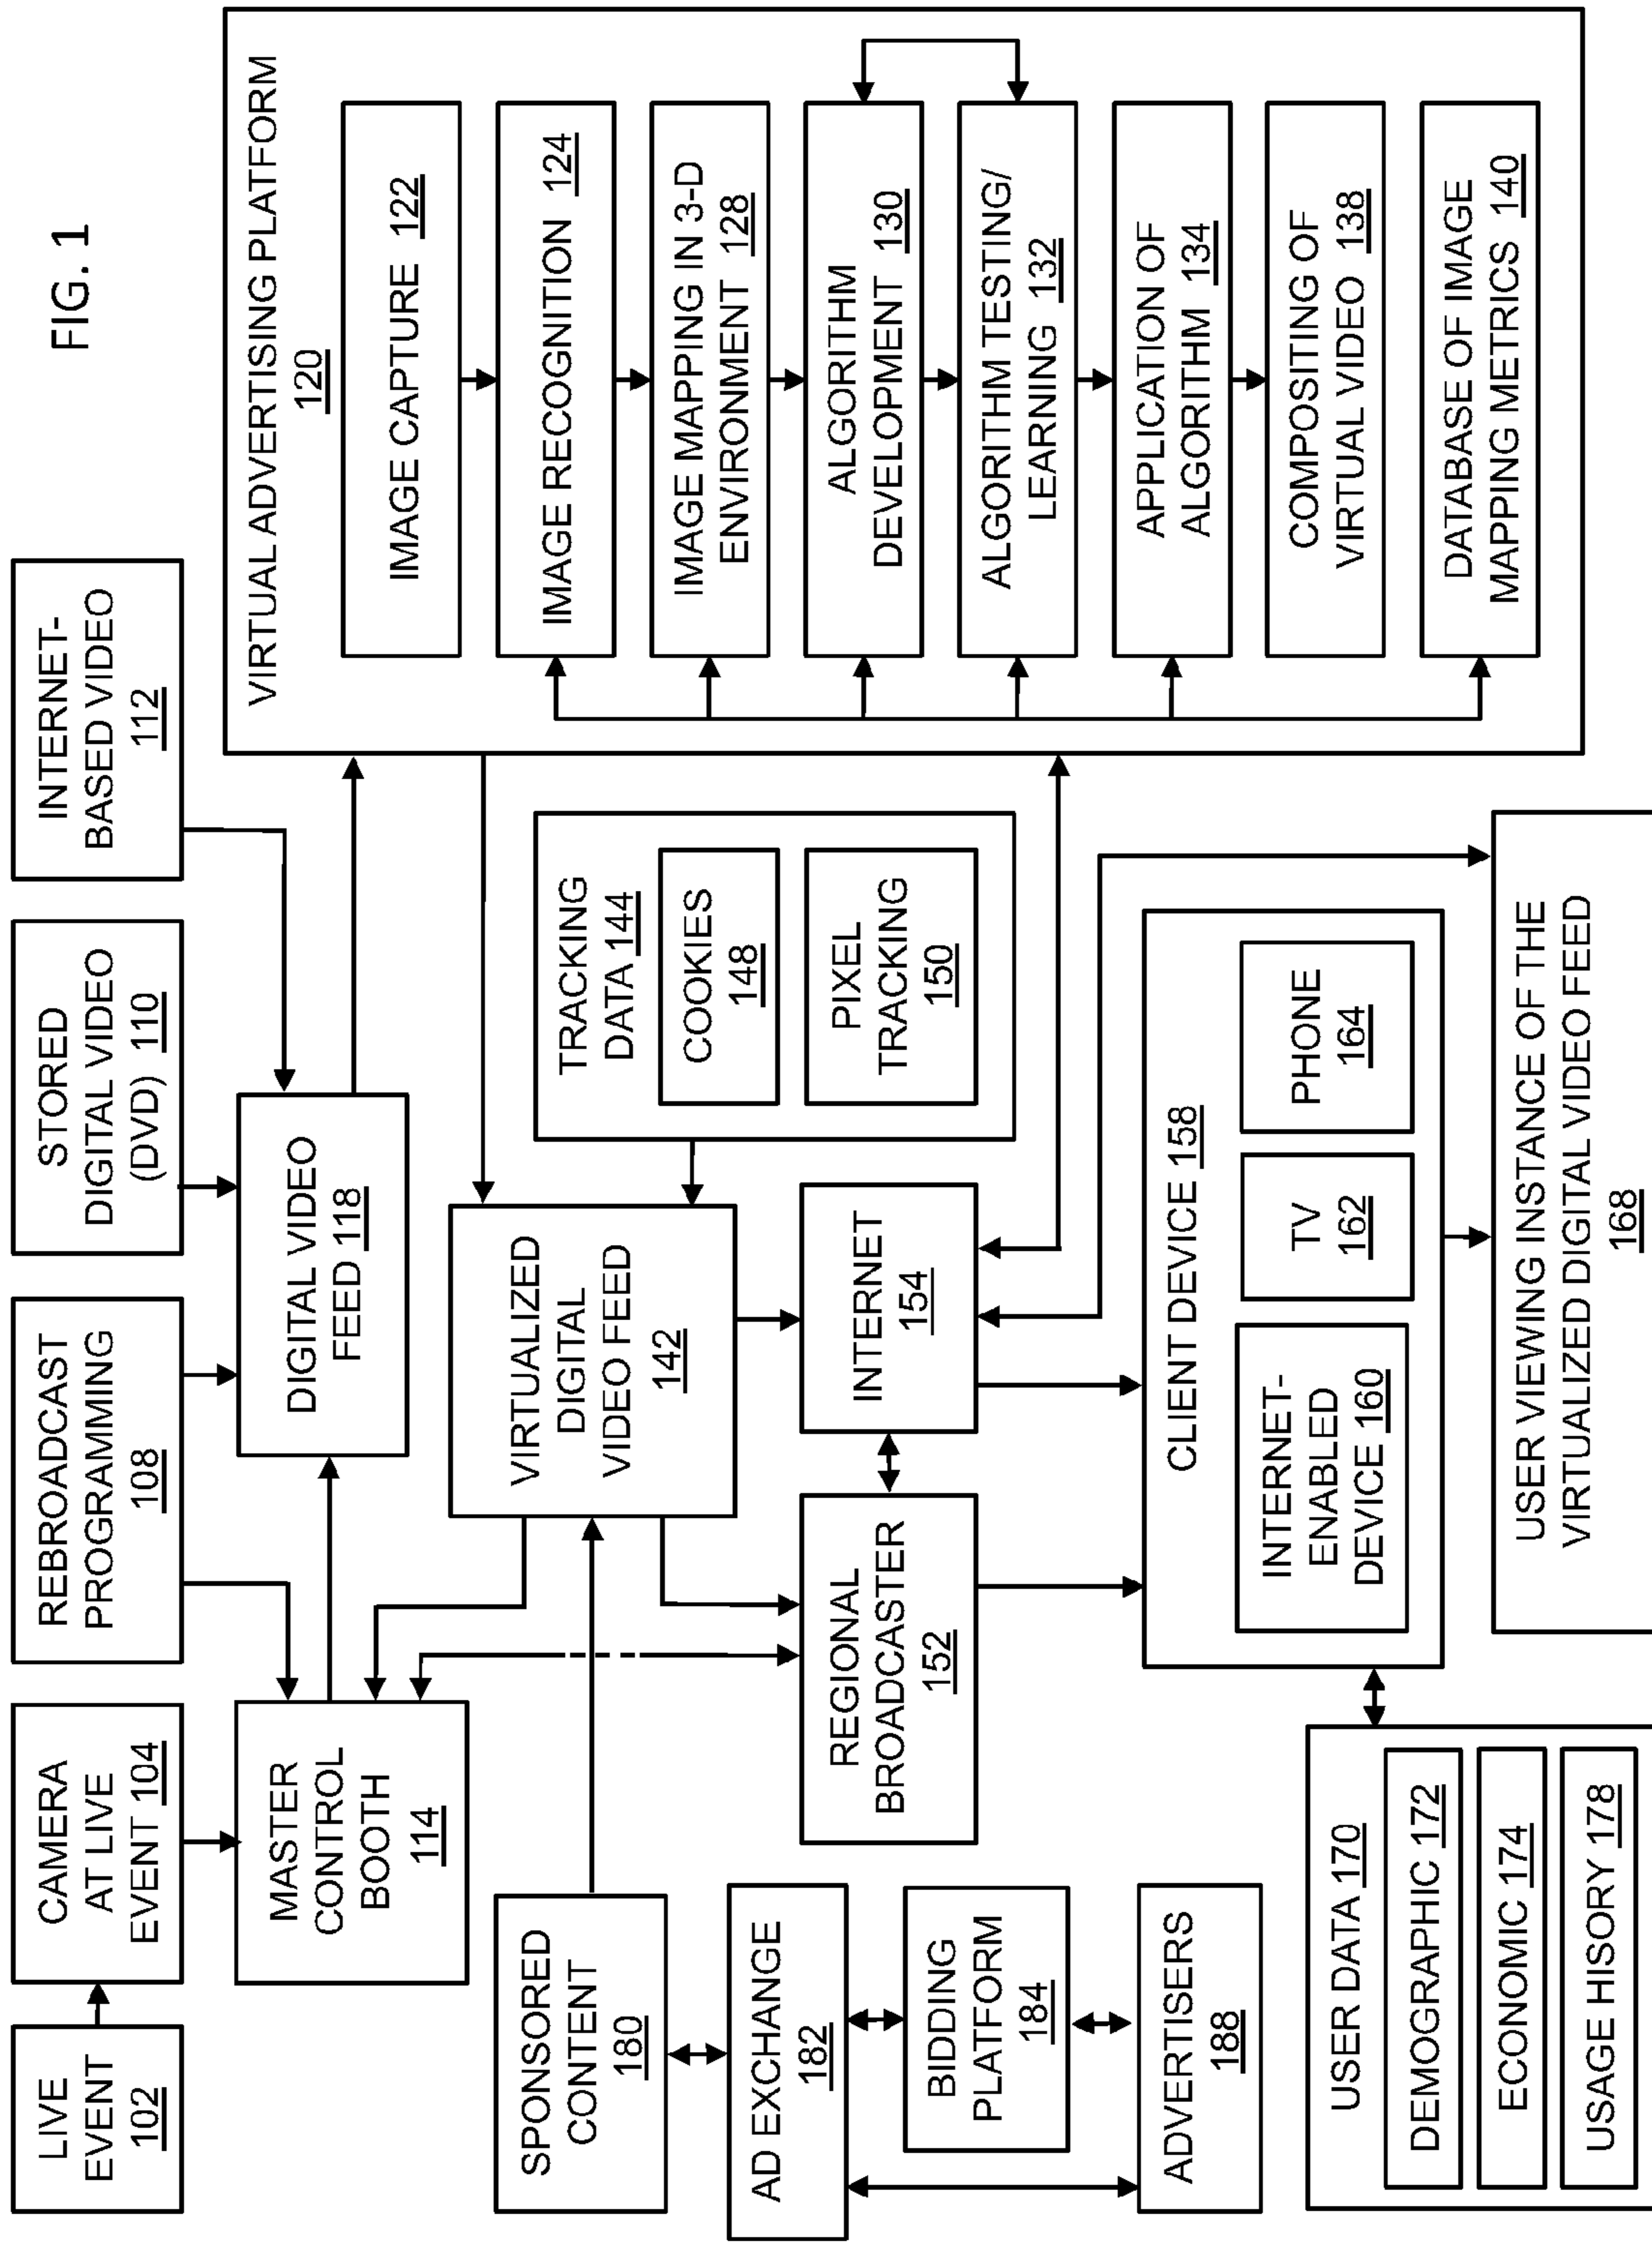 FIG. 1
LIVE
EVENT
102
CAMERA
AT LIVE
EVENT 104
REBROADCAST
PROGRAMMING
108
STORED
DIGITAL VIDEO
(DVD) 110
INTERNET-
BASED VIDEO
112
MASTER
CONTROL
BOOTH
114
DIGITAL VIDEO
FEED 118
VIRTUAL ADVERTISING PLATFORM
120
IMAGE CAPTURE 122
IMAGE RECOGNITION 124
IMAGE MAPPING IN 3-D
ENVIRONMENT 128
ALGORITHM
DEVELOPMENT 130
ALGORITHM TESTING/
LEARNING 132
APPLICATION OF
ALGORITHM 134
COMPOSITING OF
VIRTUAL VIDEO 138
DATABASE OF IMAGE
MAPPING METRICS 140
SPONSORED
CONTENT
180
VIRTUALIZED
DIGITAL
VIDEO FEED
142
TRACKING
DATA 144
COOKIES
148
PIXEL
TRACKING
150
AD EXCHANGE
182
BIDDING
PLATFORM
184
ADVERTISERS
188
REGIONAL
BROADCASTER
152
INTERNET
154
CLIENT DEVICE 158
INTERNET-
ENABLED
DEVICE 160
TV
162
PHONE
164
USER DATA 170
DEMOGRAPHIC 172
ECONOMIC 174
USAGE HISORY 178
USER VIEWING INSTANCE OF THE
VIRTUALIZED DIGITAL VIDEO FEED
168